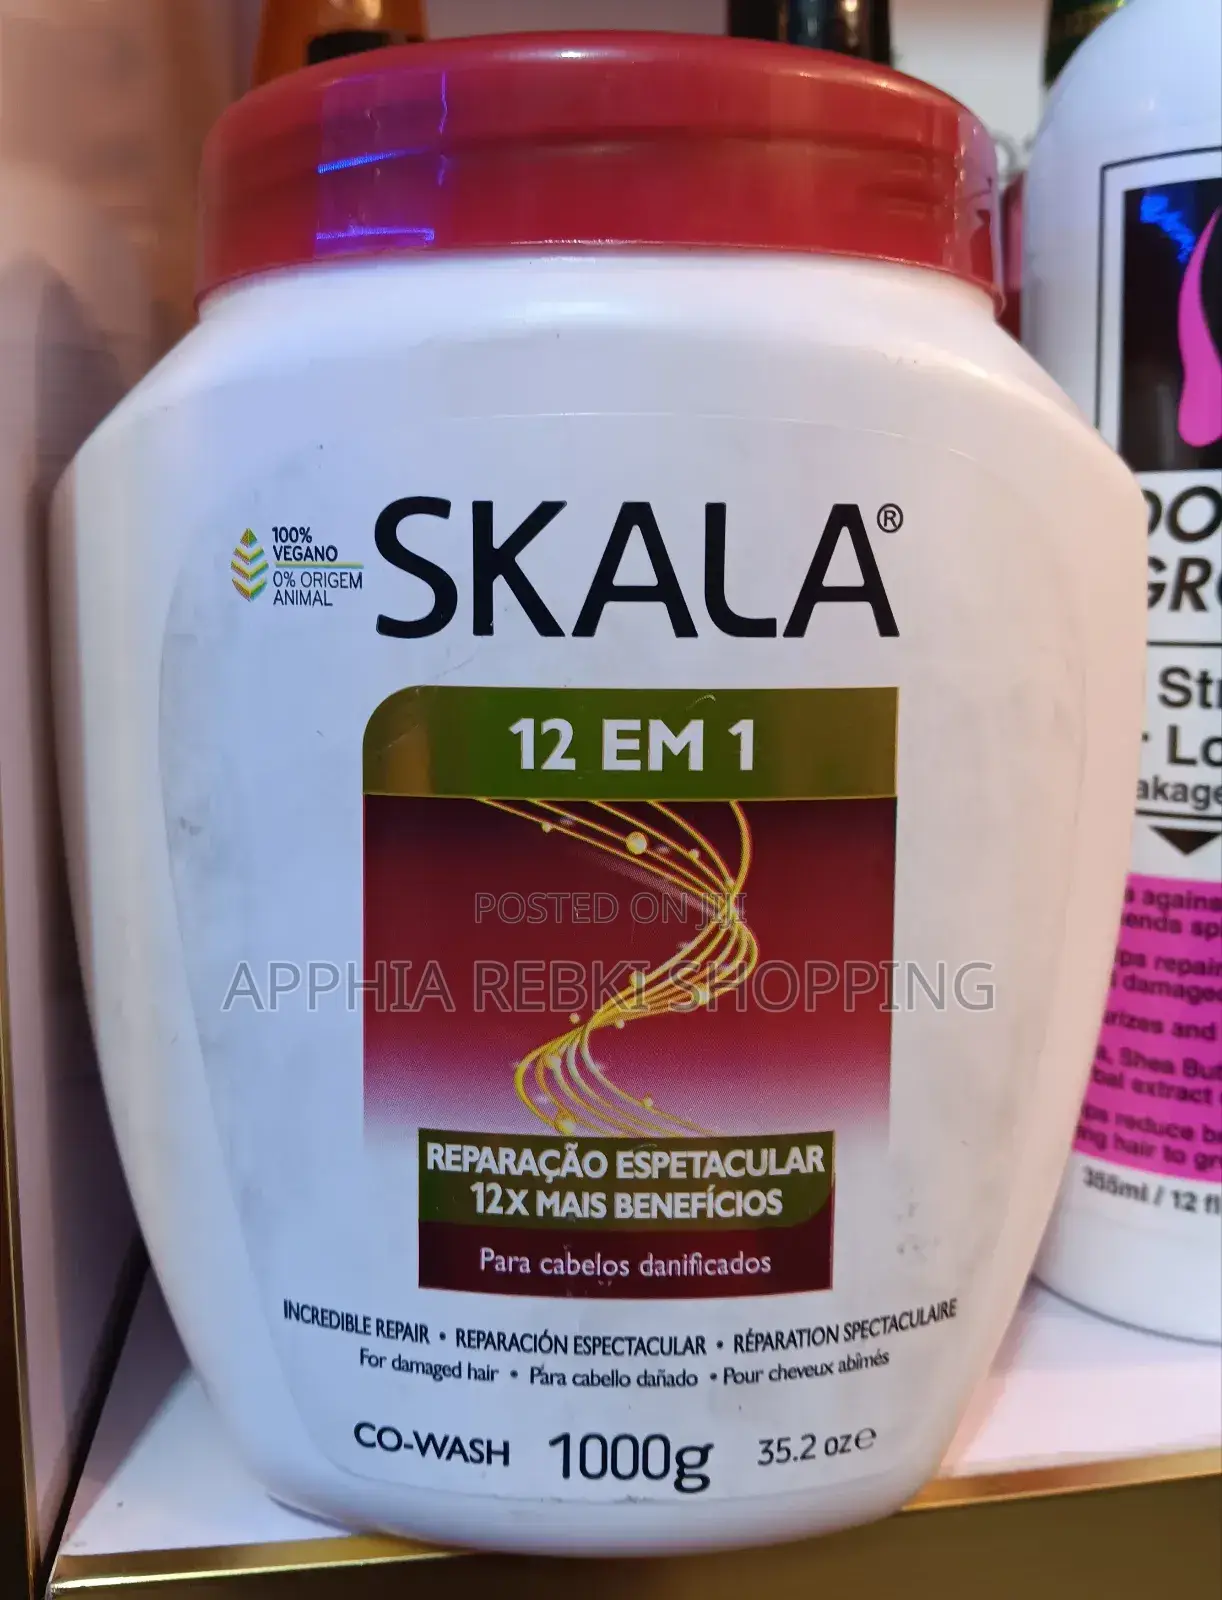 100%
VEGANO
0% ORIGEM
ANIMAL
SKALA®
12 EM 1
POSTED ON JIJI
APPHIA REBKI SHOPPING
REPARAÇÃO ESPETACULAR
12X MAIS BENEFÍCIOS
Para cabelos danificados
INCREDIBLE REPAIR • REPARACIÓN ESPECTACULAR • RÉPARATION SPECTACULAIRE
For damaged hair • Para cabello dañado • Pour cheveux abîmés
CO-WASH 1000g 35.2 oz℮
Shea
extract
355ml / 12 fl